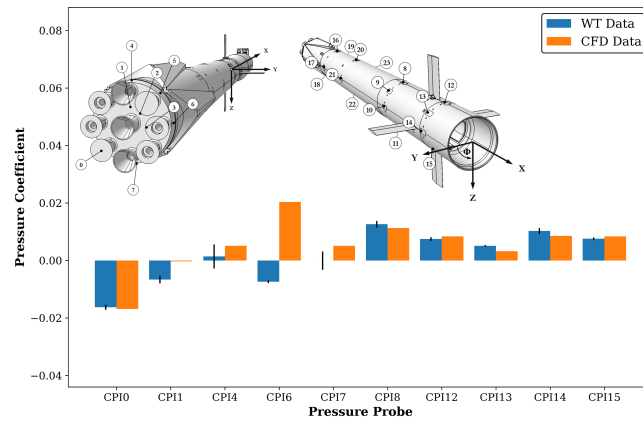 WT Data
CFD Data
Pressure Coefficient
0.08
0.06
0.04
0.02
0.00
−0.02
−0.04
4
1
5
2
3
6
0
7
X
Y
Z
16
19
20
17
18
21
23
8
9
22
10
12
13
14
11
15
Y
Φ
X
Z
CPI0 CPI1 CPI4 CPI6 CPI7 CPI8 CPI12 CPI13 CPI14 CPI15
Pressure Probe